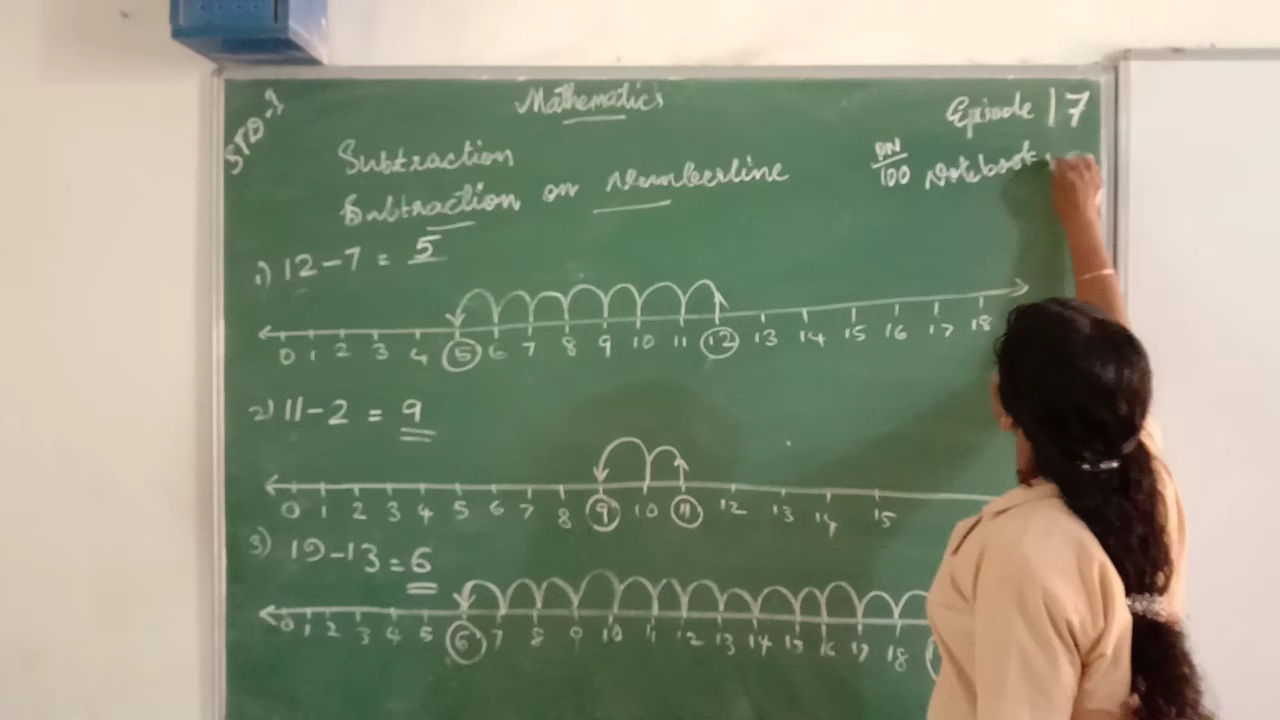 STD-1
Mathematics
Episode 17
PN/100 Notebook
Subtraction
Subtraction on Numberline
1) 12-7 = 5
0 1 2 3 4 5 6 7 8 9 10 11 12 13 14 15 16 17 18
2) 11-2 = 9
0 1 2 3 4 5 6 7 8 9 10 11 12 13 14 15
3) 19-13=6
0 1 2 3 4 5 6 7 8 9 10 11 12 13 14 15 16 17 18